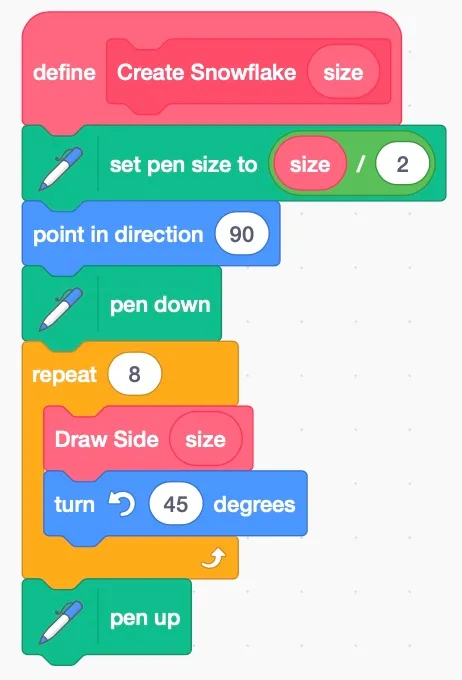 define Create Snowflake size
set pen size to size / 2
point in direction 90
pen down
repeat 8
Draw Side size
turn 45 degrees
pen up